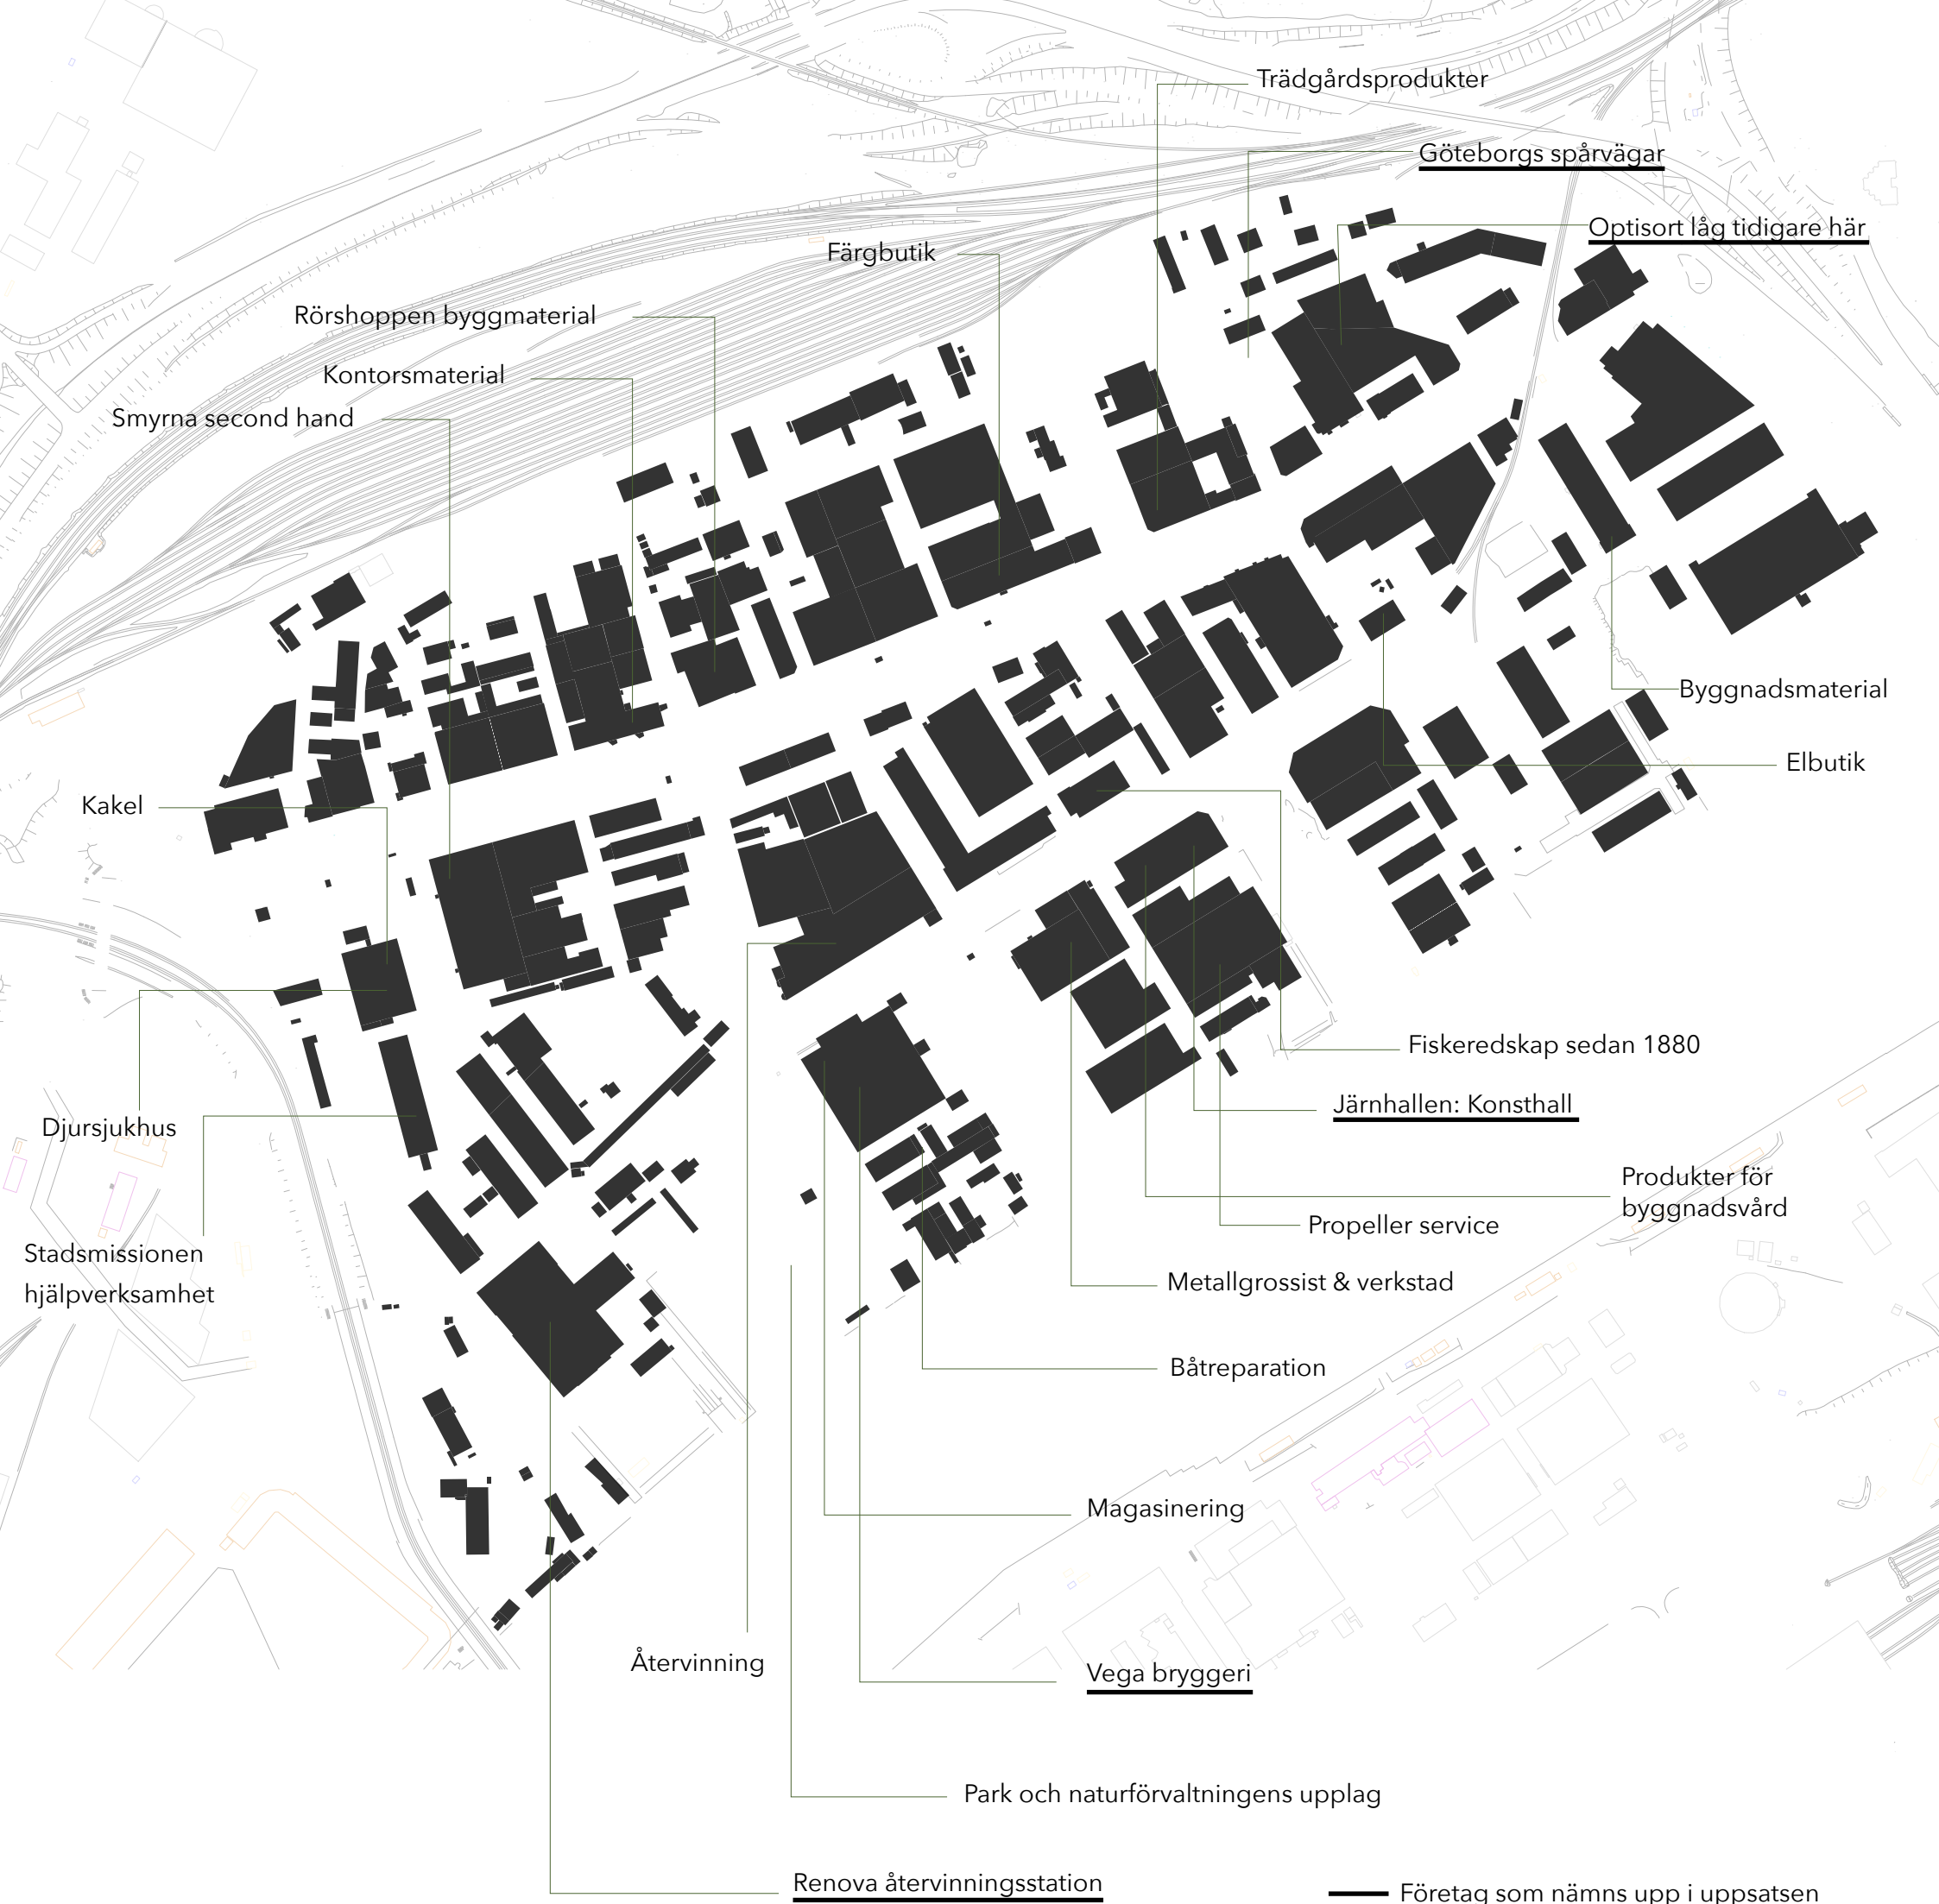 Trädgårdsprodukter
Göteborgs spårvägar
Optisort låg tidigare här
Färgbutik
Rörshoppen byggmaterial
Kontorsmaterial
Smyrna second hand
Byggnadsmaterial
Elbutik
Kakel
Fiskeredskap sedan 1880
Järnhallen: Konsthall
Djursjukhus
Produkter för
byggnadsvård
Propeller service
Stadsmissionen
hjälpverksamhet
Metallgrossist & verkstad
Båtreparation
Magasinering
Återvinning
Vega bryggeri
Park och naturförvaltningens upplag
Renova återvinningsstation
Företag som nämns upp i uppsatsen